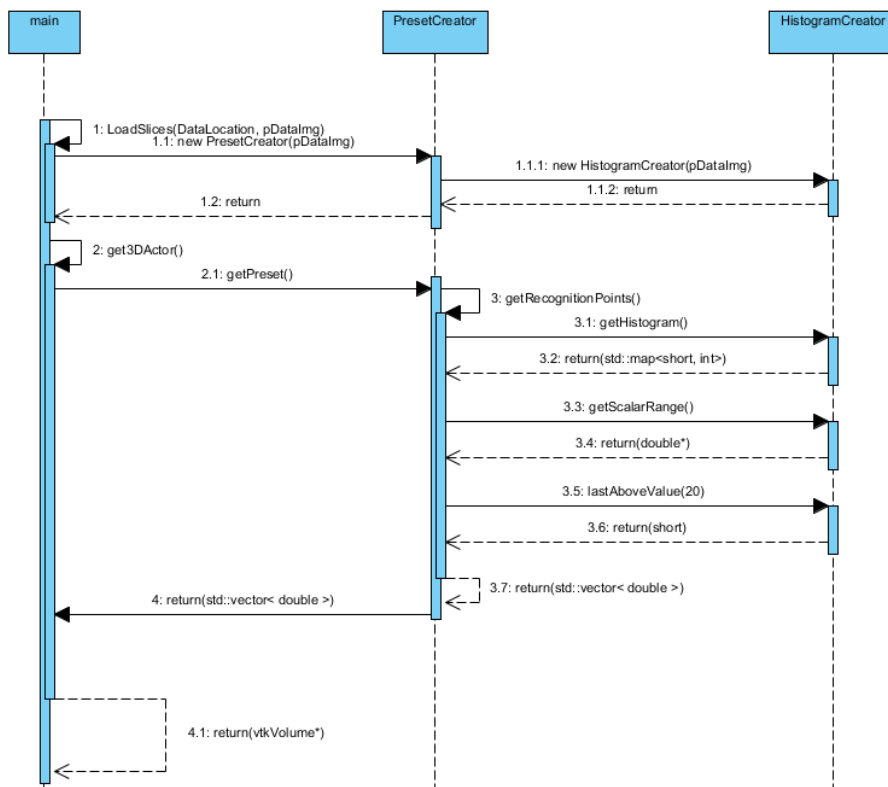 main
PresetCreator
HistogramCreator
1: LoadSlices(DataLocation, pDataImg)
1.1: new PresetCreator(pDataImg)
1.1.1: new HistogramCreator(pDataImg)
1.1.2: return
1.2: return
2: get3DActor()
2.1: getPreset()
3: getRecognitionPoints()
3.1: getHistogram()
3.2: return(std::map<short, int>)
3.3: getScalarRange()
3.4: return(double*)
3.5: lastAboveValue(20)
3.6: return(short)
3.7: return(std::vector< double >)
4: return(std::vector< double >)
4.1: return(vtkVolume*)